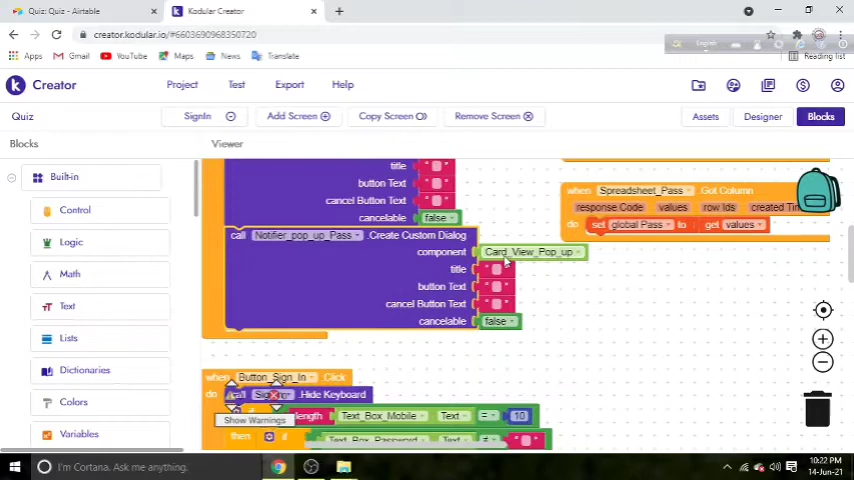 Quiz: Quiz - Airtable
Kodular Creator
creator.kodular.io/#6603690968350720
Apps Gmail YouTube Maps News Translate
English
Reading list
Creator
Project Test Export Help
Quiz
SignIn Add Screen Copy Screen Remove Screen
Assets Designer Blocks
Blocks
Viewer
Built-in
Control
Logic
Math
Text
Lists
Dictionaries
Colors
Variables
title " "
button Text " "
cancel Button Text " "
cancelable false
call Notifier_pop_up_Pass .Create Custom Dialog
component Card_View_Pop_up
title " "
button Text " "
cancel Button Text " "
cancelable false
when Spreadsheet_Pass .Got Column
response Code values row Ids created Tim
do set global Pass to get values
when Button_Sign_In .Click
do call .Hide Keyboard
length Text_Box_Mobile . Text = 10
Show Warnings
then if Text_Box_Password . Text ≠ " "
I'm Cortana. Ask me anything.
10:22 PM
14-Jun-21